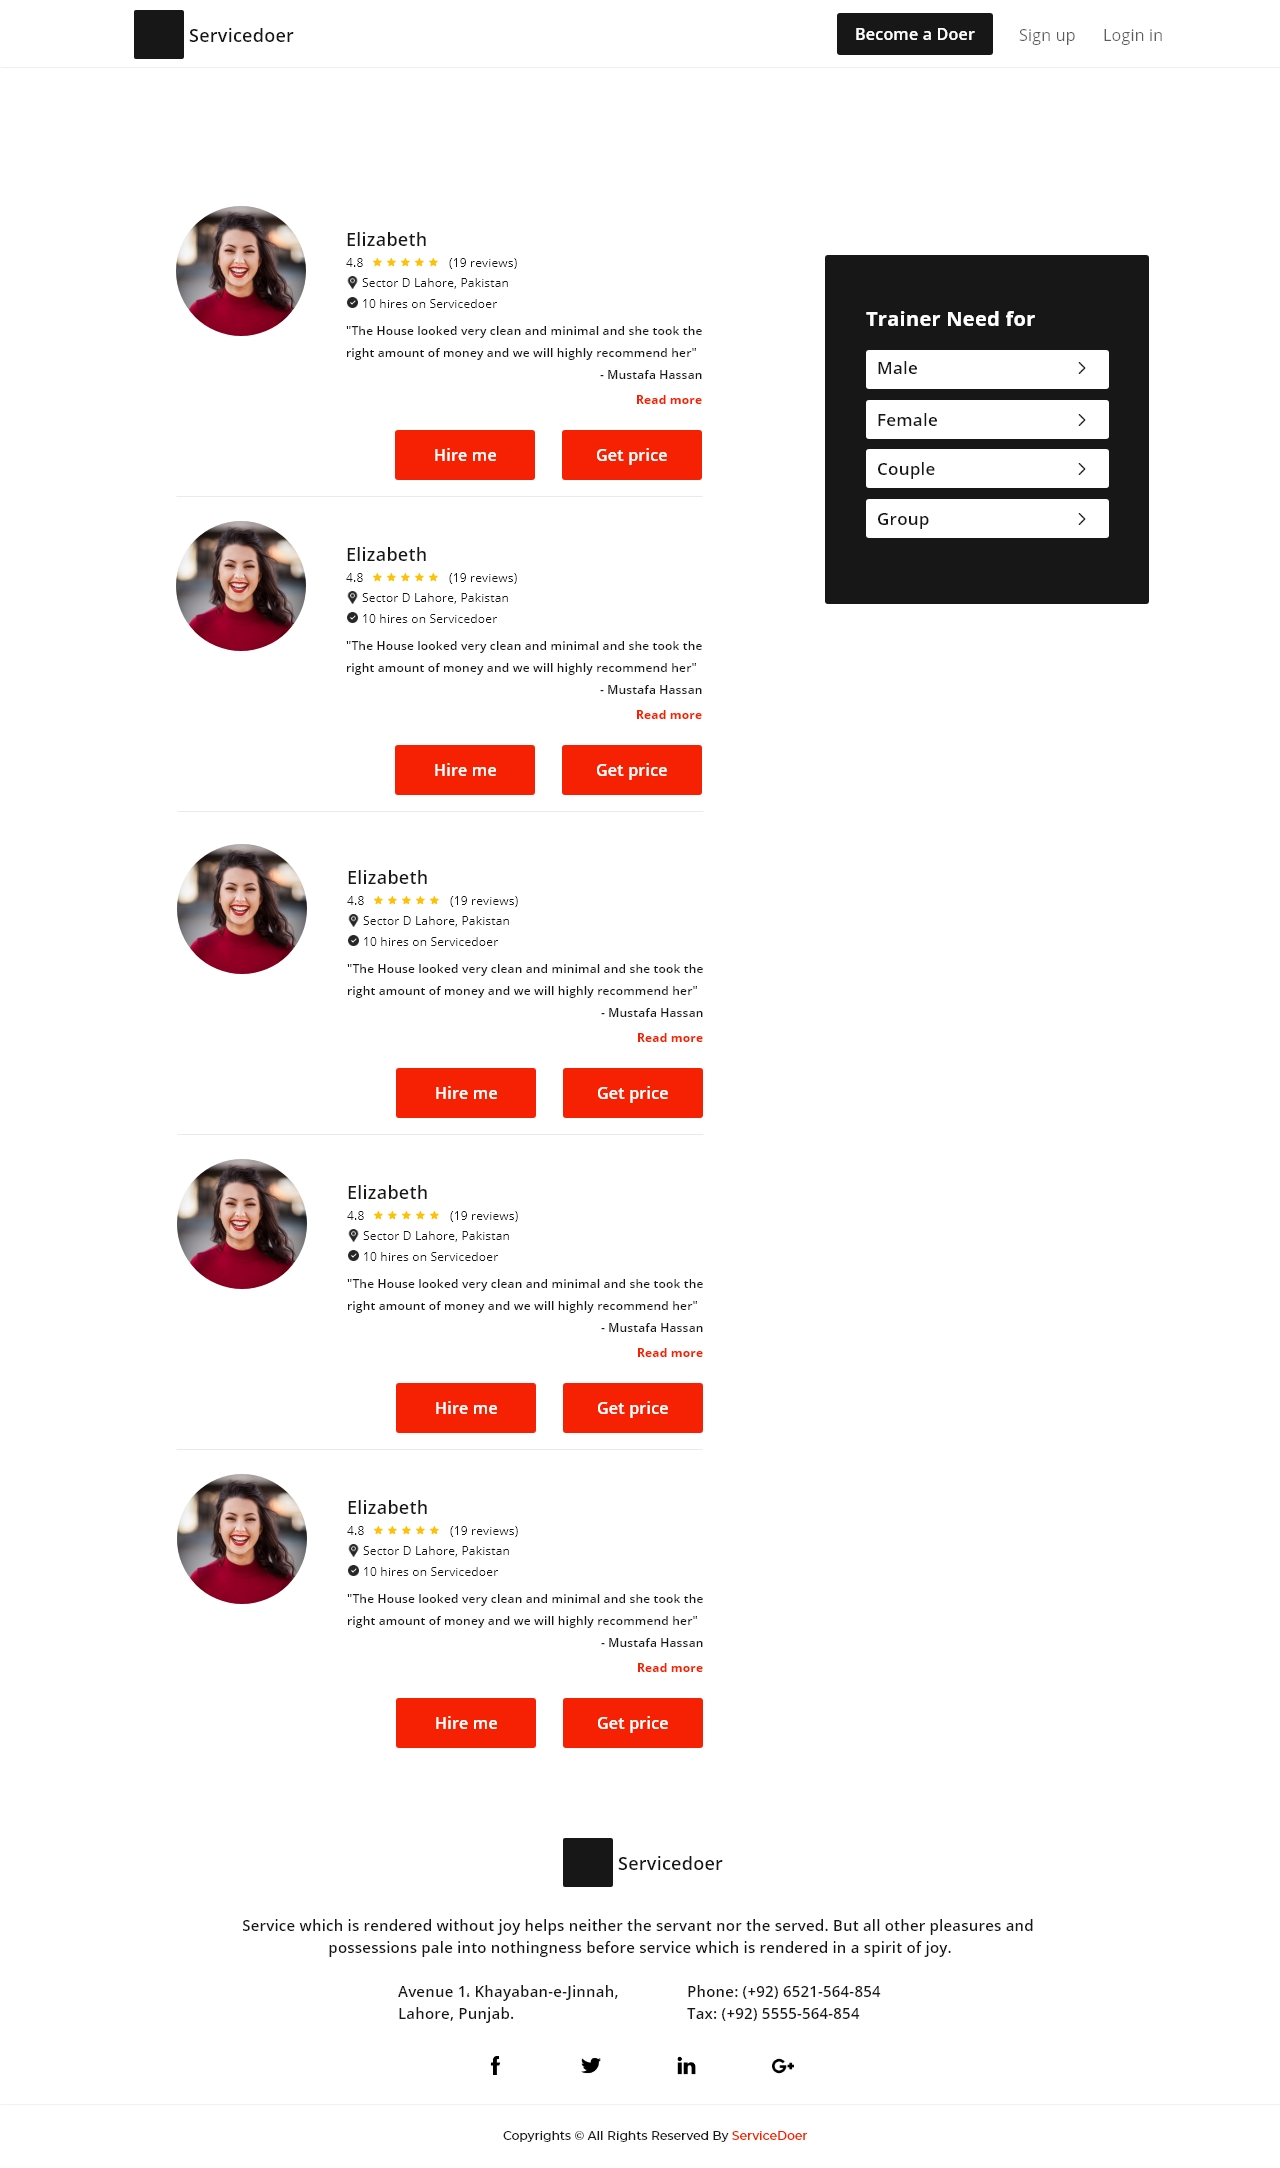 Servicedoer
Become a Doer
Sign up
Login in
Elizabeth
4.8 (19 reviews)
Sector D Lahore, Pakistan
10 hires on Servicedoer
"The House looked very clean and minimal and she took the
right amount of money and we will highly recommend her"
- Mustafa Hassan
Read more
Hire me
Get price
Trainer Need for
Male
Female
Couple
Group
Elizabeth
4.8 (19 reviews)
Sector D Lahore, Pakistan
10 hires on Servicedoer
"The House looked very clean and minimal and she took the
right amount of money and we will highly recommend her"
- Mustafa Hassan
Read more
Hire me
Get price
Elizabeth
4.8 (19 reviews)
Sector D Lahore, Pakistan
10 hires on Servicedoer
"The House looked very clean and minimal and she took the
right amount of money and we will highly recommend her"
- Mustafa Hassan
Read more
Hire me
Get price
Elizabeth
4.8 (19 reviews)
Sector D Lahore, Pakistan
10 hires on Servicedoer
"The House looked very clean and minimal and she took the
right amount of money and we will highly recommend her"
- Mustafa Hassan
Read more
Hire me
Get price
Elizabeth
4.8 (19 reviews)
Sector D Lahore, Pakistan
10 hires on Servicedoer
"The House looked very clean and minimal and she took the
right amount of money and we will highly recommend her"
- Mustafa Hassan
Read more
Hire me
Get price
Servicedoer
Service which is rendered without joy helps neither the servant nor the served. But all other pleasures and
possessions pale into nothingness before service which is rendered in a spirit of joy.
Avenue 1. Khayaban-e-Jinnah,
Lahore, Punjab.
Phone: (+92) 6521-564-854
Tax: (+92) 5555-564-854
Copyrights © All Rights Reserved By ServiceDoer